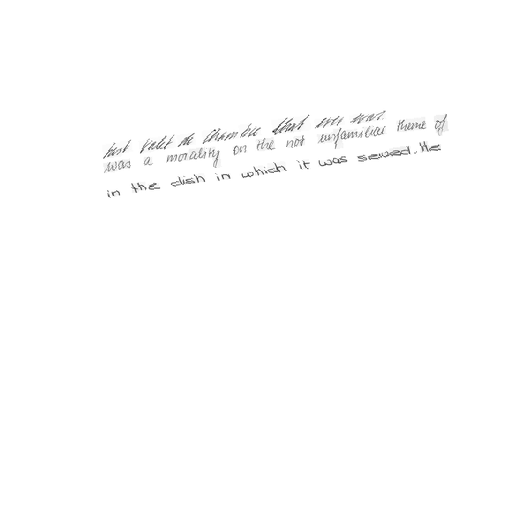 best valet de chambre that ever was.
was a morality on the not unfamiliar theme of
in the dish in which it was served. He